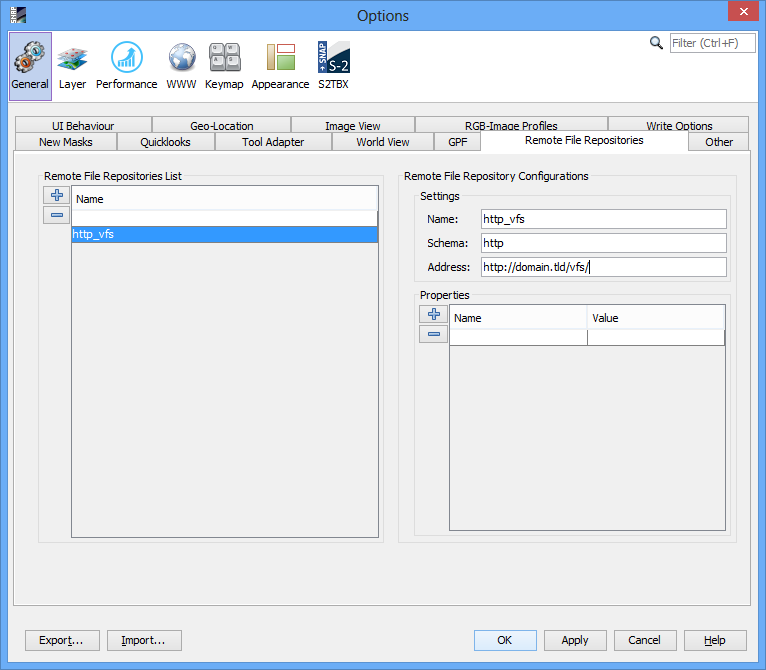 Options
SNAP
Filter (Ctrl+F)
+ SNAP
S-2
General Layer Performance WWW Keymap Appearance S2TBX
UI Behaviour Geo-Location Image View RGB-Image Profiles Write Options
New Masks Quicklooks Tool Adapter World View GPF Remote File Repositories Other
Remote File Repositories List
Name
http_vfs
Remote File Repository Configurations
Settings
Name: http_vfs
Schema: http
Address: http://domain.tld/vfs/
Properties
Name Value
Export... Import... OK Apply Cancel Help